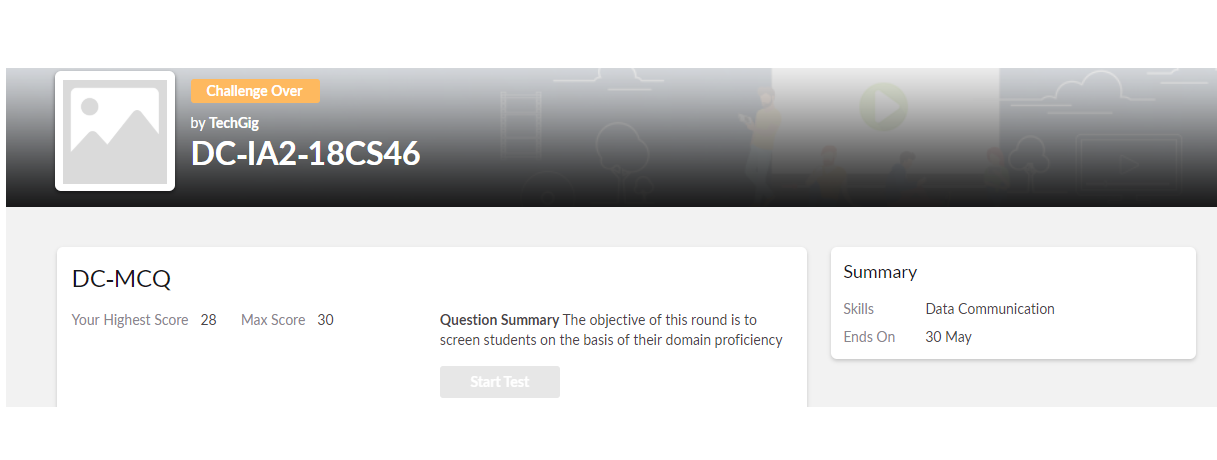 Challenge Over
by TechGig
DC-IA2-18CS46
DC-MCQ
Your Highest Score 28 Max Score 30
Question Summary The objective of this round is to
screen students on the basis of their domain proficiency
Start Test
Summary
Skills Data Communication
Ends On 30 May